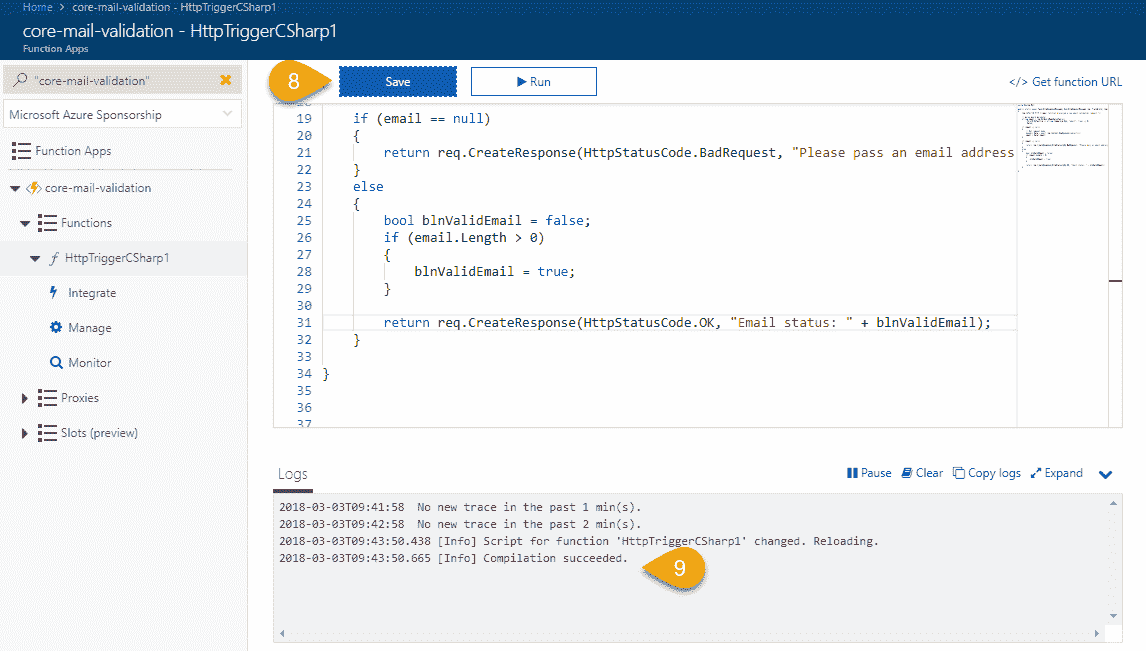 Home > core-mail-validation - HttpTriggerCSharp1
core-mail-validation - HttpTriggerCSharp1
Function Apps
"core-mail-validation"
Microsoft Azure Sponsorship
Function Apps
core-mail-validation
Functions
f HttpTriggerCSharp1
Integrate
Manage
Monitor
Proxies
Slots (preview)
8
Save
Run
</> Get function URL
19 if (email == null)
20 {
21 return req.CreateResponse(HttpStatusCode.BadRequest, "Please pass an email address
22 }
23 else
24 {
25 bool blnValidEmail = false;
26 if (email.Length > 0)
27 {
28 blnValidEmail = true;
29 }
30
31 return req.CreateResponse(HttpStatusCode.OK, "Email status: " + blnValidEmail);
32 }
33
34 }
35
36
37
Logs
Pause Clear Copy logs Expand
2018-03-03T09:41:58 No new trace in the past 1 min(s).
2018-03-03T09:42:58 No new trace in the past 2 min(s).
2018-03-03T09:43:50.438 [Info] Script for function 'HttpTriggerCSharp1' changed. Reloading.
2018-03-03T09:43:50.665 [Info] Compilation succeeded.
9